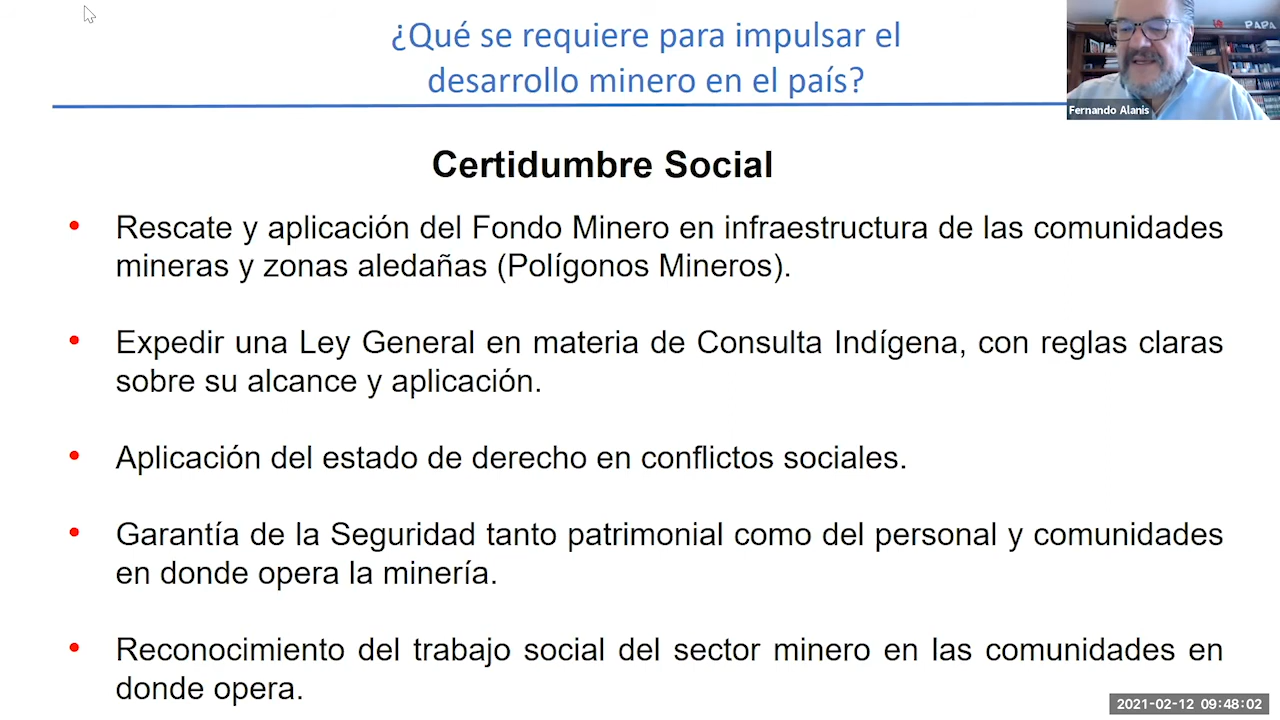 ¿Qué se requiere para impulsar el
desarrollo minero en el país?
PAPA
Fernando Alanis
Certidumbre Social
• Rescate y aplicación del Fondo Minero en infraestructura de las comunidades
mineras y zonas aledañas (Polígonos Mineros).
• Expedir una Ley General en materia de Consulta Indígena, con reglas claras
sobre su alcance y aplicación.
• Aplicación del estado de derecho en conflictos sociales.
• Garantía de la Seguridad tanto patrimonial como del personal y comunidades
en donde opera la minería.
• Reconocimiento del trabajo social del sector minero en las comunidades en
donde opera.
2021-02-12 09:48:02